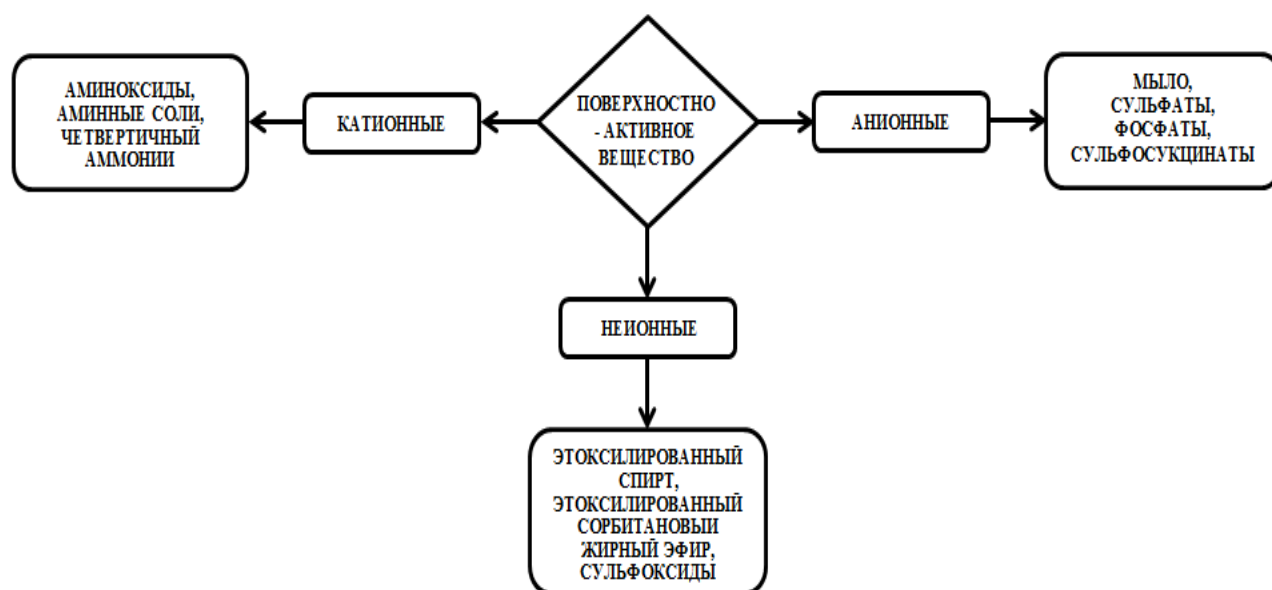 АМИНОКСИДЫ,
АМИННЫЕ СОЛИ,
ЧЕТВЕРТИЧНЫЙ
АММОНИИ
КАТИОННЫЕ
ПОВЕРХНОСТНО
- АКТИВНОЕ
ВЕЩЕСТВО
АНИОННЫЕ
МЫЛО,
СУЛЬФАТЫ,
ФОСФАТЫ,
СУЛЬФОСУКЦИНАТЫ
НЕИОННЫЕ
ЭТОКСИЛИРОВАННЫЙ
СПИРТ,
ЭТОКСИЛИРОВАННЫЙ
СОРБИТАНОВЫИ
ЖИРНЫЙ ЭФИР,
СУЛЬФОКСИДЫ